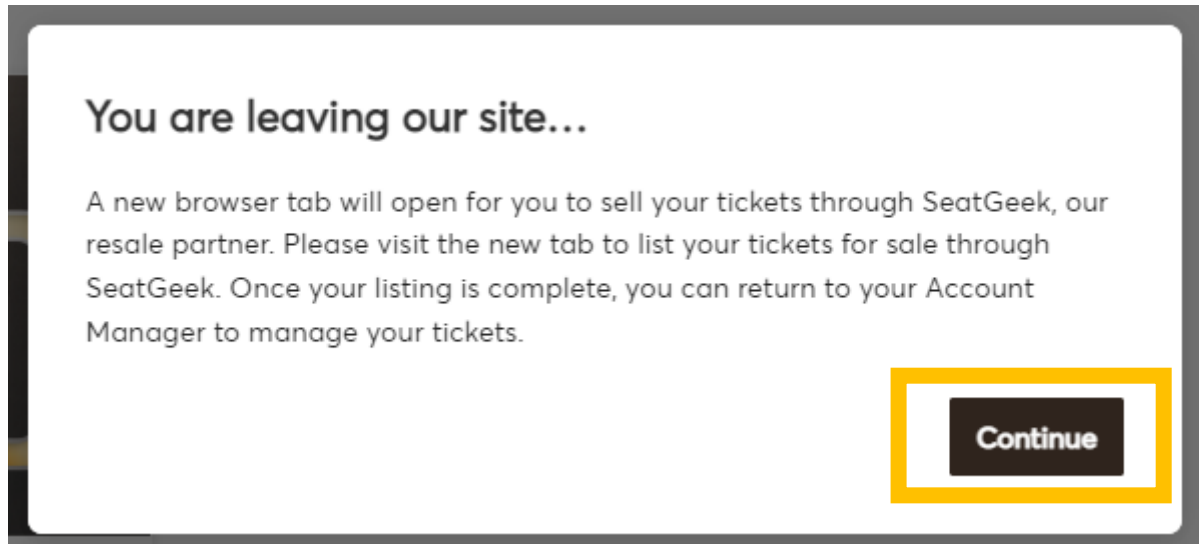 You are leaving our site...
A new browser tab will open for you to sell your tickets through SeatGeek, our
resale partner. Please visit the new tab to list your tickets for sale through
SeatGeek. Once your listing is complete, you can return to your Account
Manager to manage your tickets.
Continue